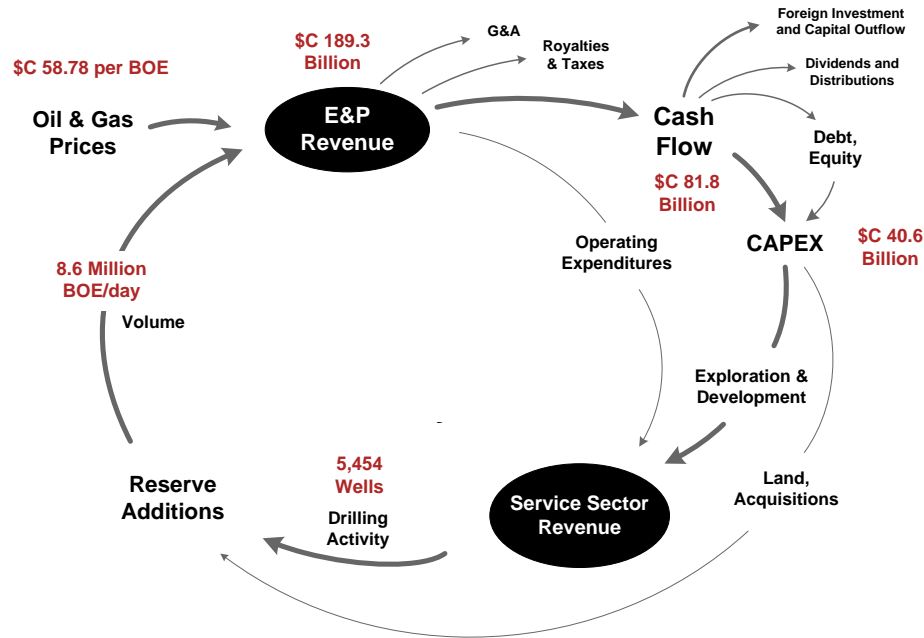 $C 58.78 per BOE
Oil & Gas
Prices
$C 189.3
Billion
E&P
Revenue
G&A
Royalties
& Taxes
Foreign Investment
and Capital Outflow
Dividends and
Distributions
Cash
Flow
Debt,
Equity
$C 81.8
Billion
CAPEX
$C 40.6
Billion
Operating
Expenditures
8.6 Million
BOE/day
Volume
Exploration &
Development
Land,
Acquisitions
Service Sector
Revenue
5,454
Wells
Drilling
Activity
Reserve
Additions